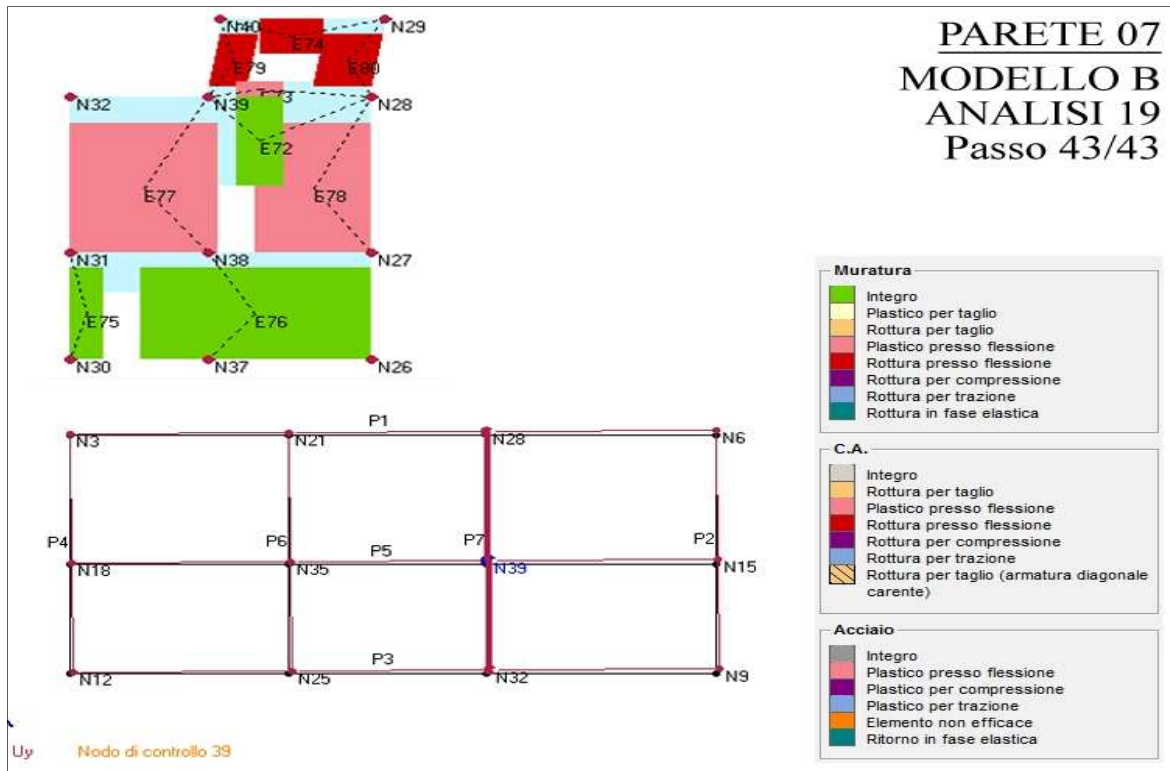 PARETE 07
MODELLO B
ANALISI 19
Passo 43/43
N40
N29
E74
E79
E80
N32
N39
E73
N28
E72
E77
E78
N31
N38
N27
E75
E76
N30
N37
N26
P1
N3
N21
N28
N6
P4
P6
P5
P7
P2
N18
N35
N39
N15
P3
N12
N25
N32
N9
Uy
Nodo di controllo 39
Muratura
Integro
Plastico per taglio
Rottura per taglio
Plastico presso flessione
Rottura presso flessione
Rottura per compressione
Rottura per trazione
Rottura in fase elastica
C.A.
Integro
Rottura per taglio
Plastico presso flessione
Rottura presso flessione
Rottura per compressione
Rottura per trazione
Rottura per taglio (armatura diagonale
carente)
Acciaio
Integro
Plastico presso flessione
Plastico per compressione
Plastico per trazione
Elemento non efficace
Ritorno in fase elastica